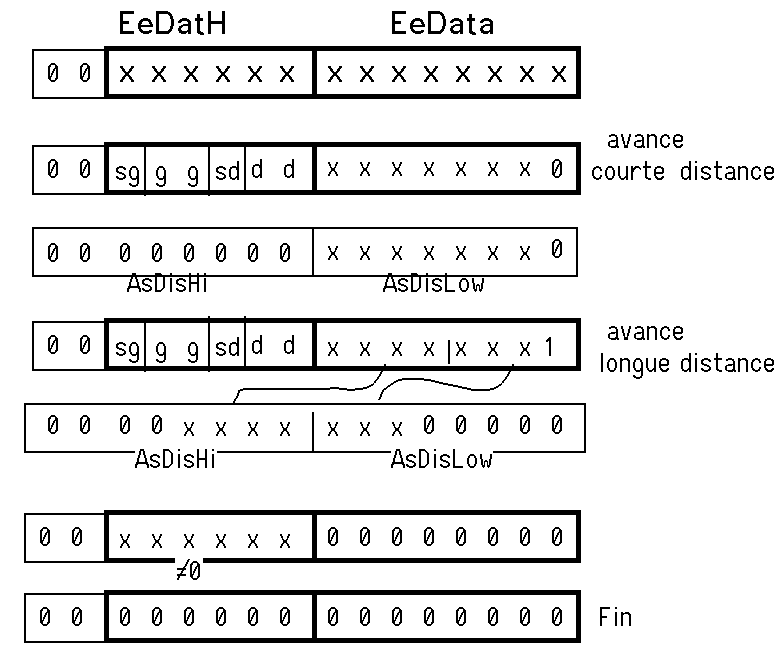 EeDatH EeData
0 0 x x x x x x x x x x x x x x
avance
0 0 sg g g sd d d x x x x x x x 0 courte distance
0 0 0 0 0 0 0 0 x x x x x x x 0
AsDisHi AsDisLow
avance
0 0 sg g g sd d d x x x x x x x 1 longue distance
0 0 0 0 x x x x x x x 0 0 0 0 0
AsDisHi AsDisLow
0 0 x x x x x x 0 0 0 0 0 0 0 0
≠0
0 0 0 0 0 0 0 0 0 0 0 0 0 0 0 0 Fin